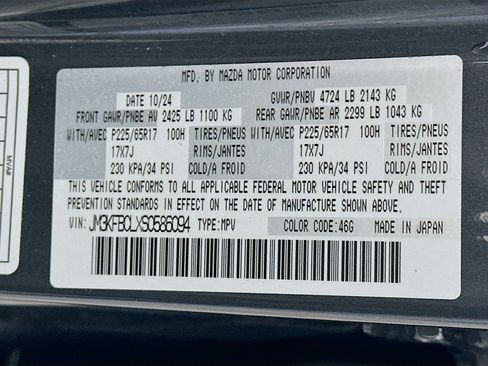 MFD. BY MAZDA MOTOR CORPORATION
DATE 10/24 GVWR/PNBV 4724 LB 2143 KG
FRONT GAWR/PNBE AV 2425 LB 1100 KG REAR GAWR/PNBE AR 2299 LB 1043 KG
WITH/AVEC P225/65R17 100H TIRES/PNEUS WITH/AVEC P225/65R17 100H TIRES/PNEUS
17X7J RIMS/JANTES 17X7J RIMS/JANTES
230 KPA/34 PSI COLD/A FROID 230 KPA/34 PSI COLD/A FROID
THIS VEHICLE CONFORMS TO ALL APPLICABLE FEDERAL MOTOR VEHICLE SAFETY AND THEFT
PREVENTION STANDARDS IN EFFECT ON THE DATE OF MANUFACTURE SHOWN ABOVE.
VIN: JM3KFBCLXS0586094 TYPE:MPV COLOR CODE:46G MADE IN JAPAN